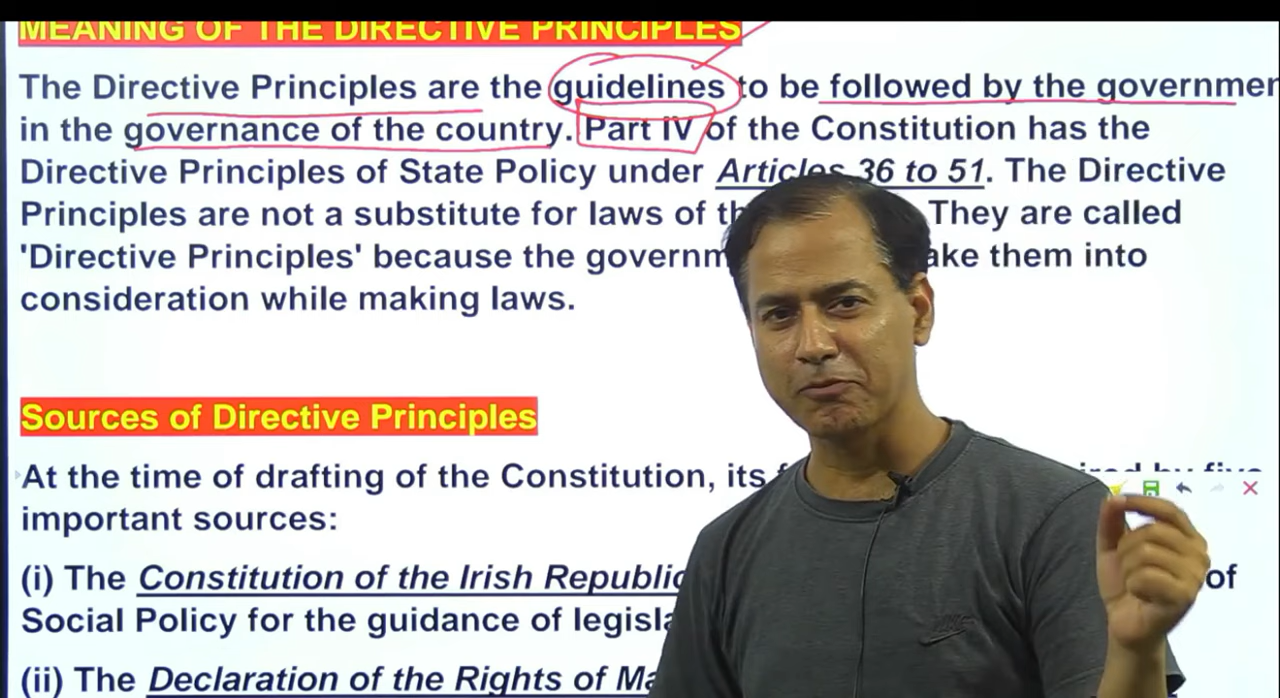 MEANING OF THE DIRECTIVE PRINCIPLES
The Directive Principles are the guidelines to be followed by the governmen
in the governance of the country. Part IV of the Constitution has the
Directive Principles of State Policy under Articles 36 to 51. The Directive
Principles are not a substitute for laws of th They are called
'Directive Principles' because the governm ake them into
consideration while making laws.
Sources of Directive Principles
At the time of drafting of the Constitution, its by five
important sources:
(i) The Constitution of the Irish Republic of
Social Policy for the guidance of legisla
(ii) The Declaration of the Rights of Ma